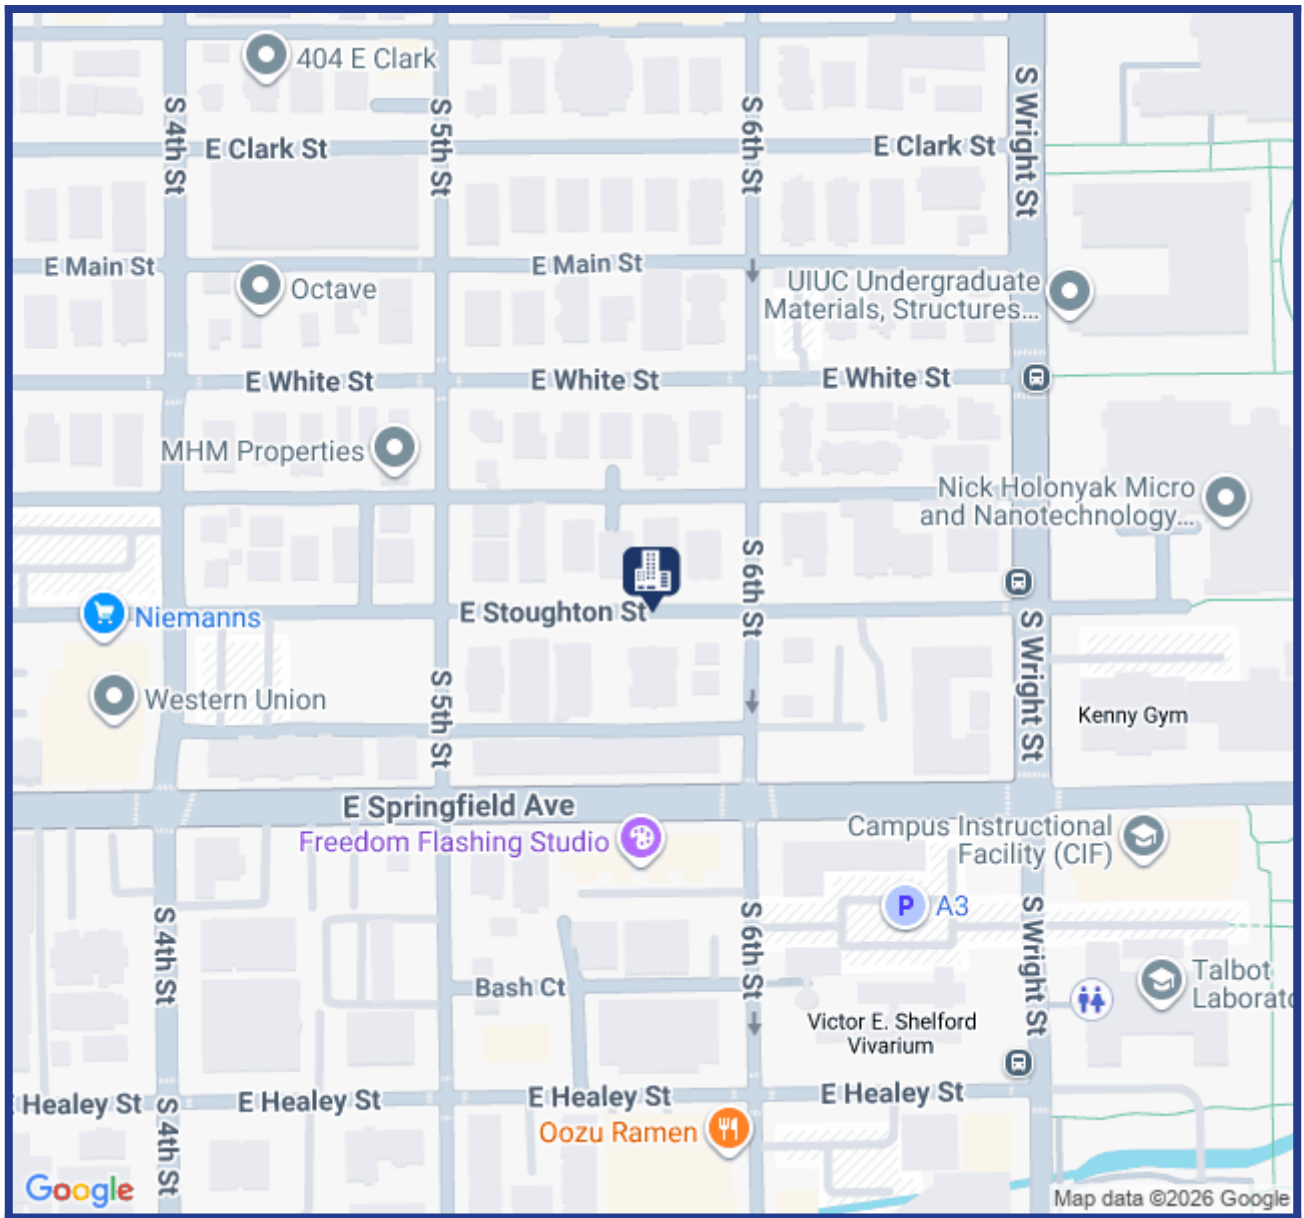 404 E Clark
S 4th St
S 5th St
S 6th St
S Wright St
E Clark St
E Clark St
E Main St
E Main St
Octave
UIUC Undergraduate
Materials, Structures...
E White St
E White St
E White St
MHM Properties
Nick Holonyak Micro
and Nanotechnology...
S 6th St
Niemanns
E Stoughton St
S Wright St
Western Union
S 5th St
Kenny Gym
E Springfield Ave
Freedom Flashing Studio
Campus Instructional
Facility (CIF)
P A3
S 4th St
S 6th St
S Wright St
Bash Ct
Talbot
Laborato
Victor E. Shelford
Vivarium
Healey St
E Healey St
E Healey St
E Healey St
S 4th St
Oozu Ramen
Google
Map data ©2026 Google